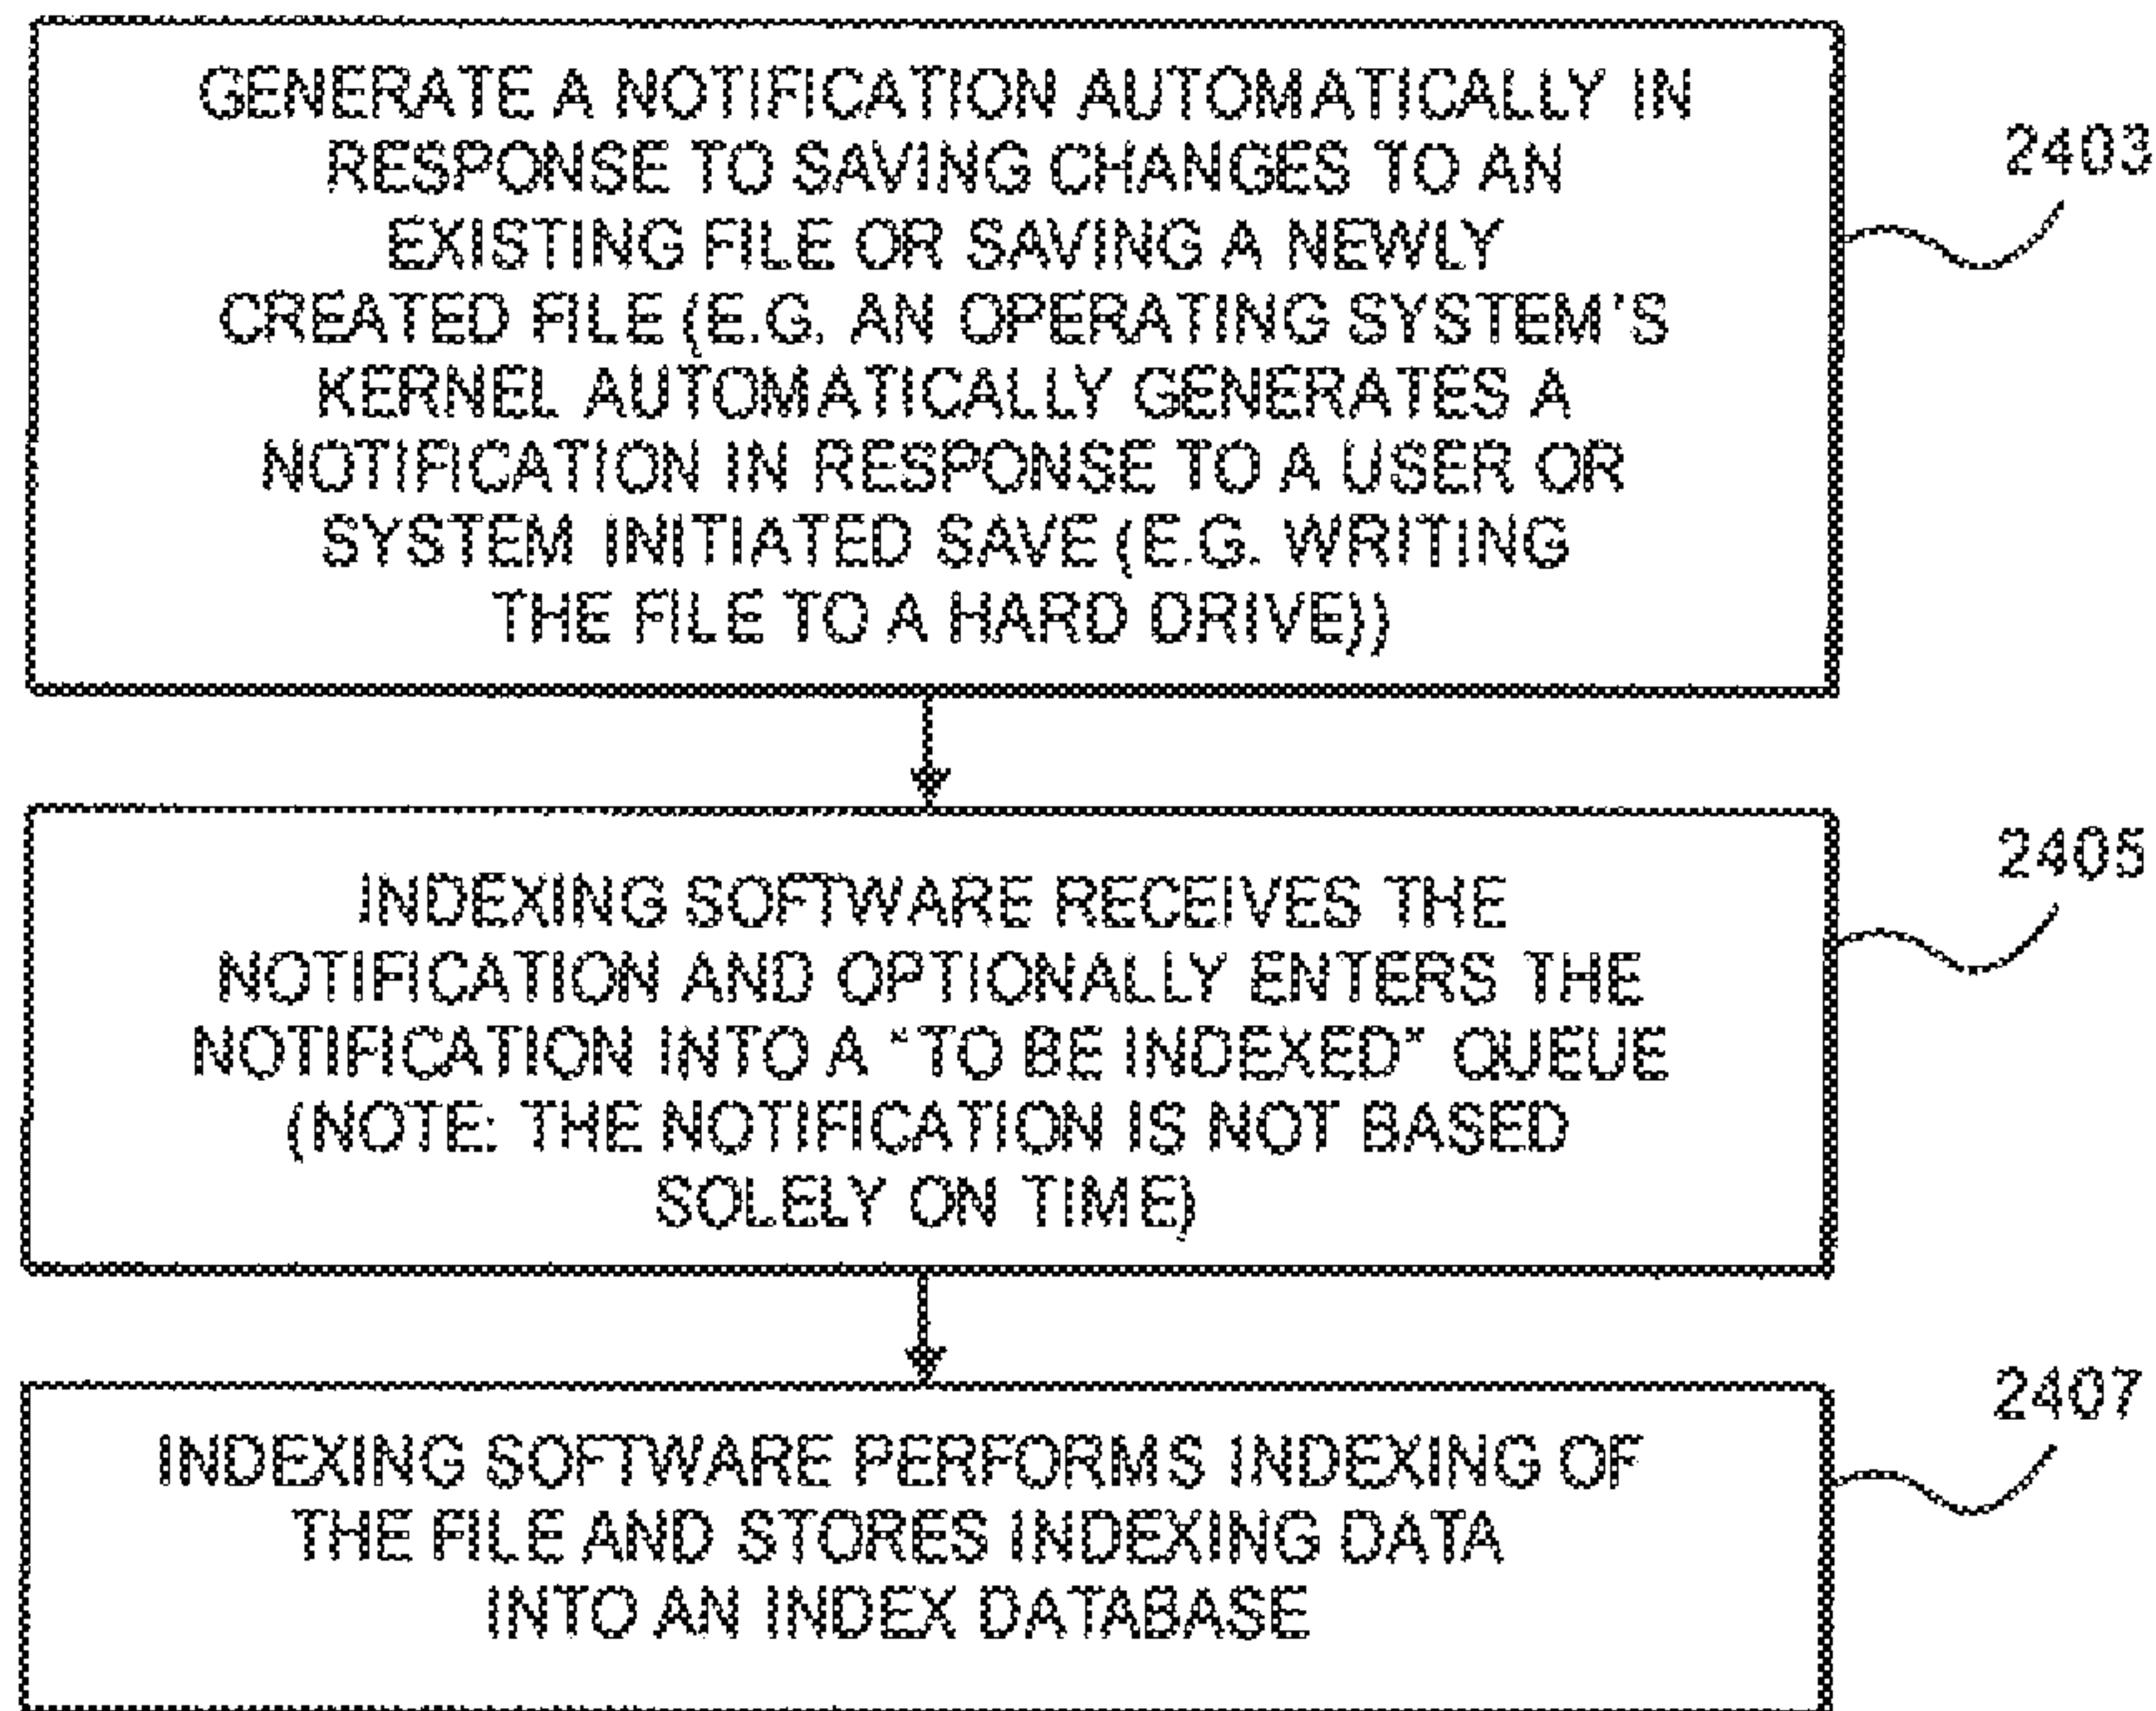 GENERATE A NOTIFICATION AUTOMATICALLY IN
RESPONSE TO SAVING CHANGES TO AN
EXISTING FILE OR SAVING A NEWLY
CREATED FILE (E.G. AN OPERATING SYSTEM'S
KERNEL AUTOMATICALLY GENERATES A
NOTIFICATION IN RESPONSE TO A USER OR
SYSTEM INITIATED SAVE (E.G. WRITING
THE FILE TO A HARD DRIVE))
2403
INDEXING SOFTWARE RECEIVES THE
NOTIFICATION AND OPTIONALLY ENTERS THE
NOTIFICATION INTO A "TO BE INDEXED" QUEUE
(NOTE: THE NOTIFICATION IS NOT BASED
SOLELY ON TIME)
2405
INDEXING SOFTWARE PERFORMS INDEXING OF
THE FILE AND STORES INDEXING DATA
INTO AN INDEX DATABASE
2407